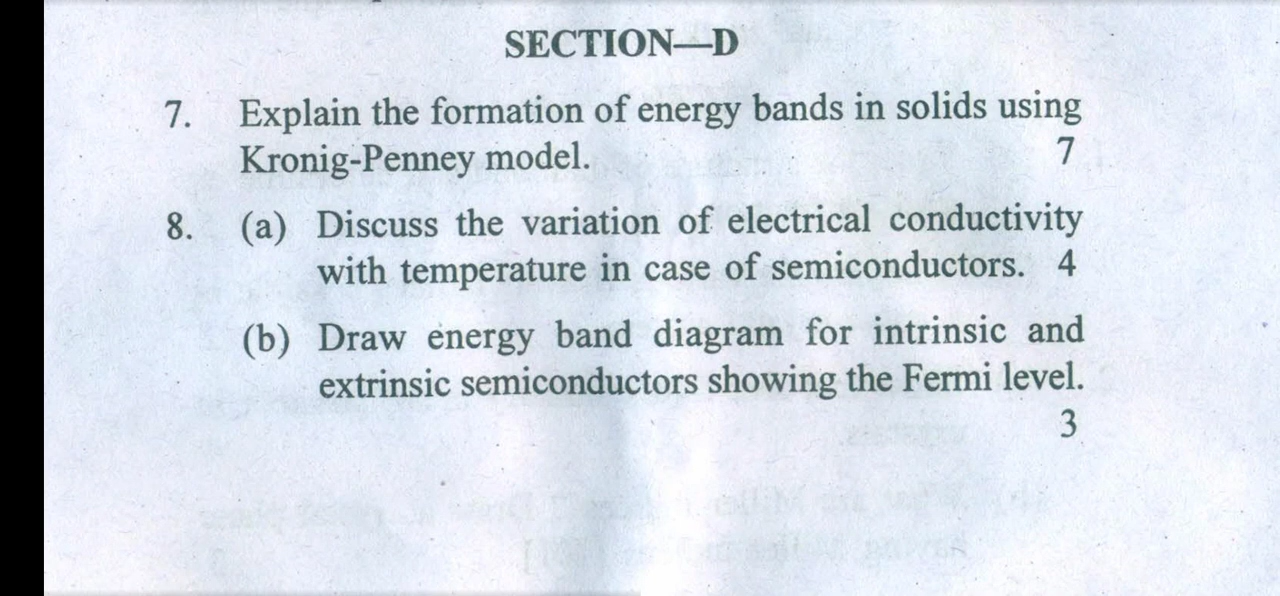 SECTION—D
7. Explain the formation of energy bands in solids using
Kronig-Penney model. 7
8. (a) Discuss the variation of electrical conductivity
with temperature in case of semiconductors. 4
(b) Draw energy band diagram for intrinsic and
extrinsic semiconductors showing the Fermi level.
3